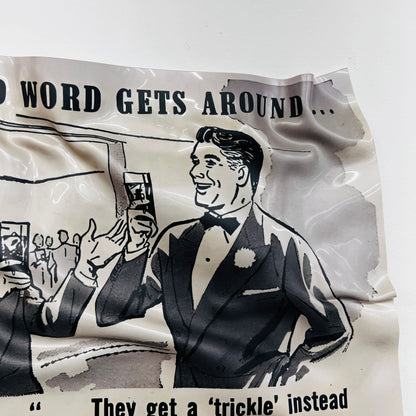 WORD GETS AROUND...
“ They get a ‘trickle’ instead